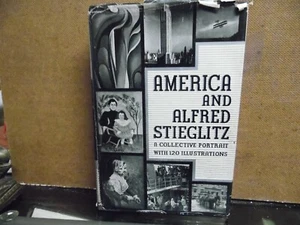 AMERICA
AND
ALFRED
STIEGLITZ
A COLLECTIVE PORTRAIT
WITH 120 ILLUSTRATIONS